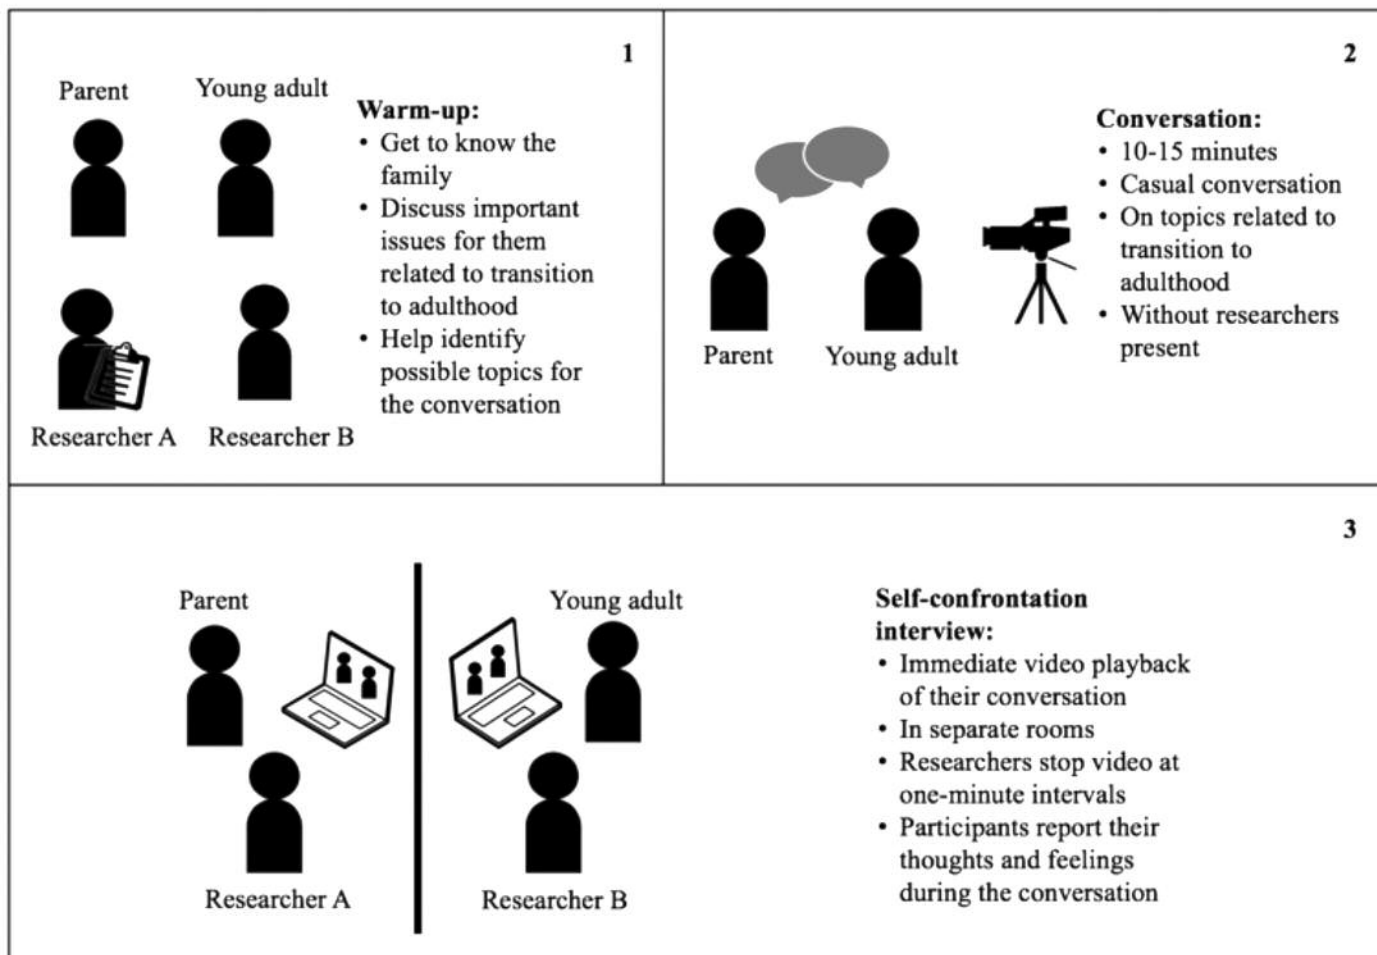 1
Parent
Young adult
Warm-up:
• Get to know the
family
• Discuss important
issues for them
related to transition
to adulthood
• Help identify
possible topics for
the conversation
Researcher A
Researcher B
2
Conversation:
• 10-15 minutes
• Casual conversation
• On topics related to
transition to
adulthood
• Without researchers
present
Parent
Young adult
3
Parent
Young adult
Researcher A
Researcher B
Self-confrontation
interview:
• Immediate video playback
of their conversation
• In separate rooms
• Researchers stop video at
one-minute intervals
• Participants report their
thoughts and feelings
during the conversation